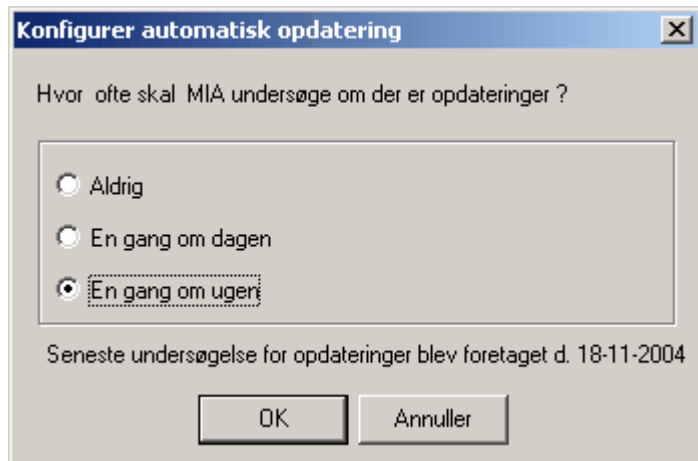 Konfigurer automatisk opdatering
Hvor ofte skal MIA undersøge om der er opdateringer ?
Aldrig
En gang om dagen
En gang om ugen
Seneste undersøgelse for opdateringer blev foretaget d. 18-11-2004
OK
Annuller